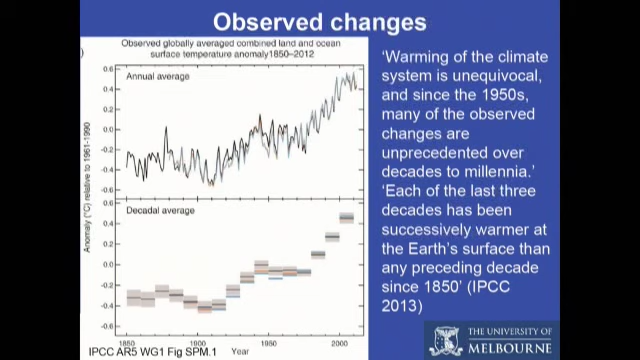 Observed changes
Observed globally averaged combined land and ocean
surface temperature anomaly1850–2012
Annual average
0.6
0.4
0.2
0.0
-0.2
-0.4
-0.6
Decadal average
0.6
0.4
0.2
0.0
-0.2
-0.4
-0.6
Anomaly (°C) relative to 1961-1990
1850
1900
1950
2000
Year
IPCC AR5 WG1 Fig SPM.1
‘Warming of the climate
system is unequivocal,
and since the 1950s,
many of the observed
changes are
unprecedented over
decades to millennia.’
‘Each of the last three
decades has been
successively warmer at
the Earth’s surface than
any preceding decade
since 1850’ (IPCC
2013)
THE UNIVERSITY OF
MELBOURNE